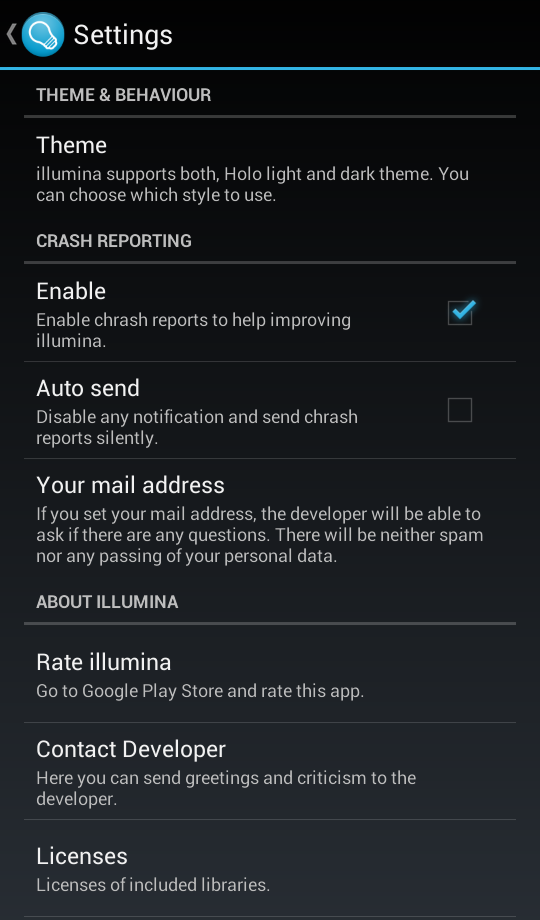 Settings
THEME & BEHAVIOUR
Theme
illumina supports both, Holo light and dark theme. You
can choose which style to use.
CRASH REPORTING
Enable
Enable chrash reports to help improving
illumina.
Auto send
Disable any notification and send chrash
reports silently.
Your mail address
If you set your mail address, the developer will be able to
ask if there are any questions. There will be neither spam
nor any passing of your personal data.
ABOUT ILLUMINA
Rate illumina
Go to Google Play Store and rate this app.
Contact Developer
Here you can send greetings and criticism to the
developer.
Licenses
Licenses of included libraries.